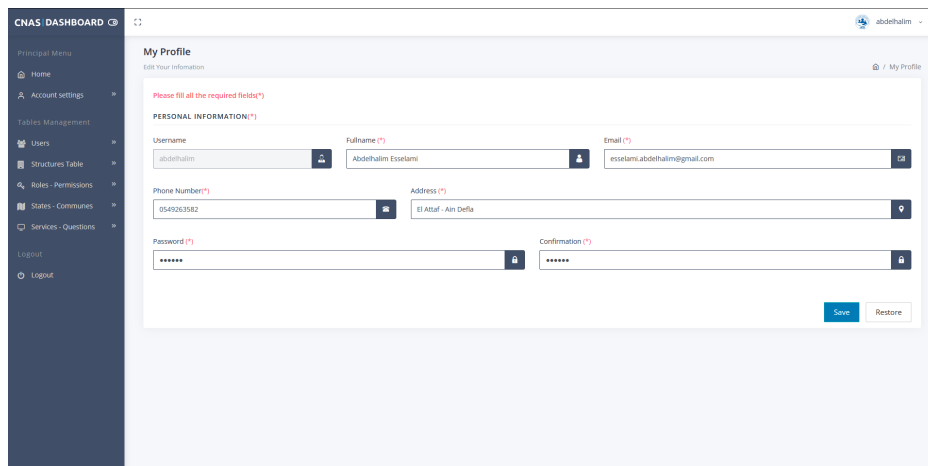 CNAS|DASHBOARD
abdelhalim
Principal Menu
Home
Account settings
Tables Management
Users
Structures Table
Roles - Permissions
States - Communes
Services - Questions
Logout
Logout
My Profile
Edit Your Infomation
/ My Profile
Please fill all the required fields(*)
PERSONAL INFORMATION(*)
Username
Fullname (*)
Email (*)
abdelhalim
Abdelhalim Esselami
esselami.abdelhalim@gmail.com
Phone Number(*)
Address (*)
0549263582
El Attaf - Ain Defla
Password (*)
Confirmation (*)
••••••
••••••
Save
Restore